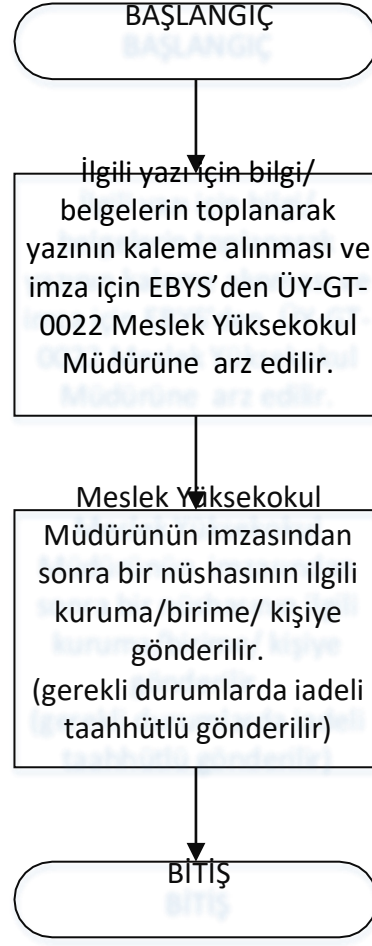 BAŞLANGIÇ
İlgili yazı için bilgi/
belgelerin toplanarak
yazının kaleme alınması ve
imza için EBYS’den ÜY-GT-
0022 Meslek Yüksekokul
Müdürüne arz edilir.
Meslek Yüksekokul
Müdürünün imzasından
sonra bir nüshasının ilgili
kuruma/birime/ kişiye
gönderilir.
(gerekli durumlarda iadeli
taahhütlü gönderilir)
BİTİŞ